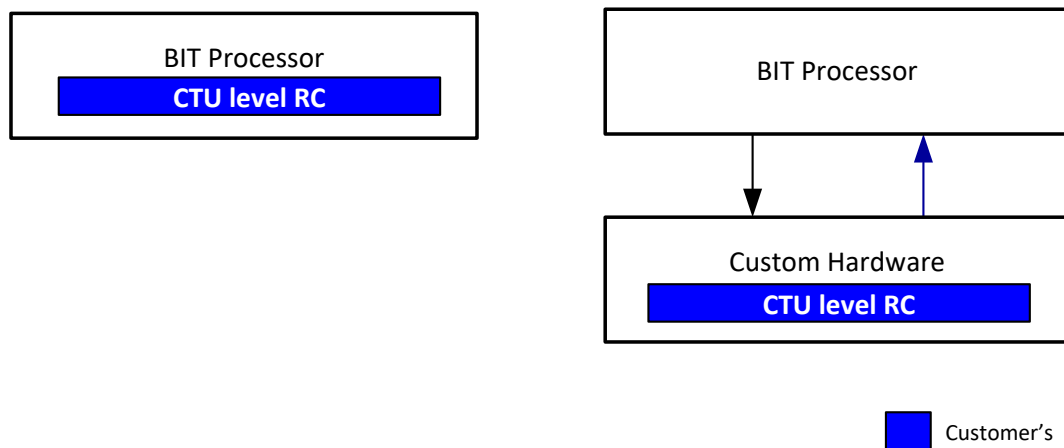 BIT Processor
CTU level RC
BIT Processor
Custom Hardware
CTU level RC
Customer's